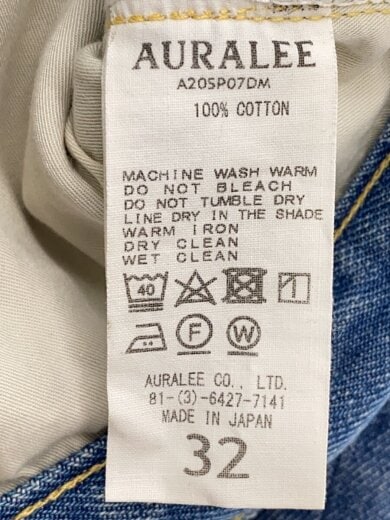 AURALEE
A20SP07DM
100% COTTON
MACHINE WASH WARM
DO NOT BLEACH
DO NOT TUMBLE DRY
LINE DRY IN THE SHADE
WARM IRON
DRY CLEAN
WET CLEAN
40
F
W
AURALEE CO., LTD.
81-(3)-6427-7141
MADE IN JAPAN
32